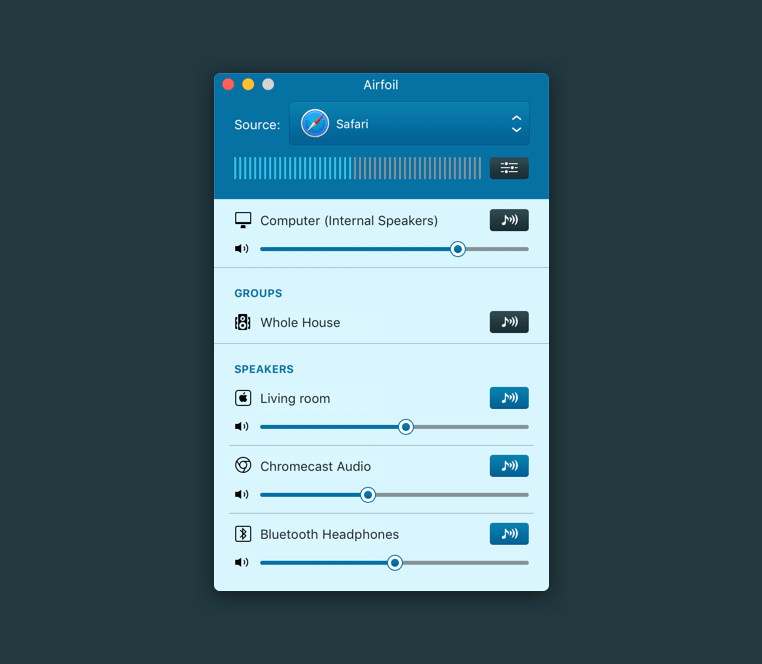 Airfoil
Source: Safari
Computer (Internal Speakers)
GROUPS
Whole House
SPEAKERS
Living room
Chromecast Audio
Bluetooth Headphones